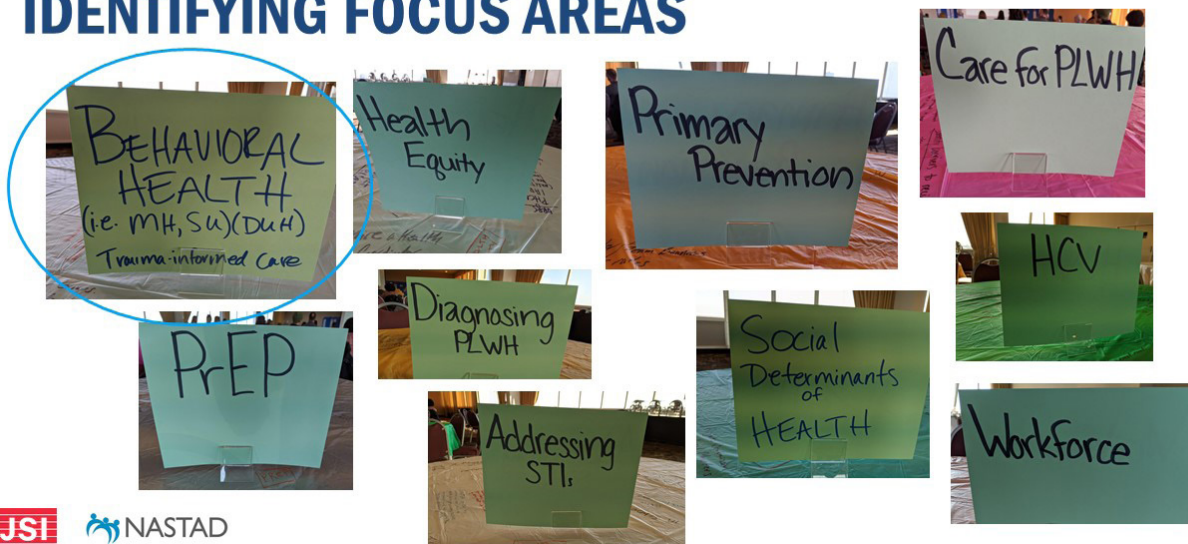 IDENTIFYING FOCUS AREAS
BEHAVIORAL
HEALTH
(i.e. MH, SU)(DUH)
Trauma-informed care
Health
Equity
Primary
Prevention
Care for PLWH
PrEP
Diagnosing
PLWH
Addressing
STIs
Social
Determinants
of
HEALTH
HCV
Workforce
JSI
NASTAD